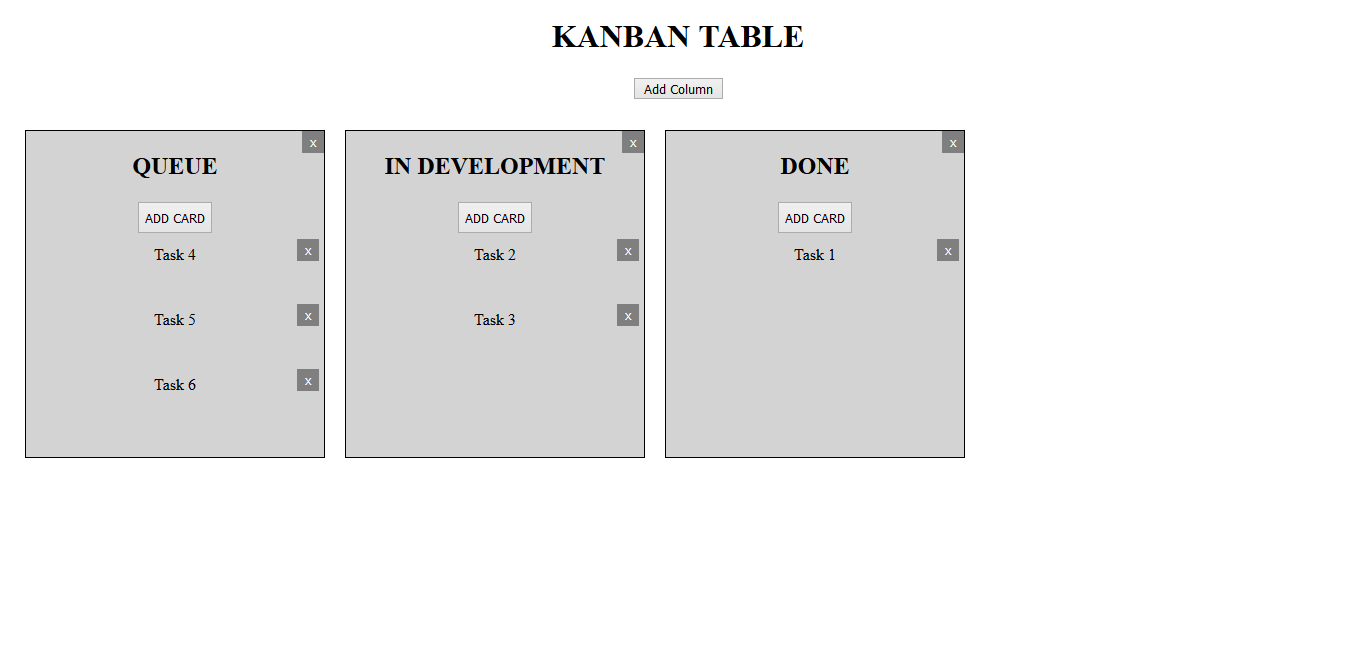 KANBAN TABLE
Add Column
x
QUEUE
ADD CARD
Task 4 x
Task 5 x
Task 6 x
x
IN DEVELOPMENT
ADD CARD
Task 2 x
Task 3 x
x
DONE
ADD CARD
Task 1 x